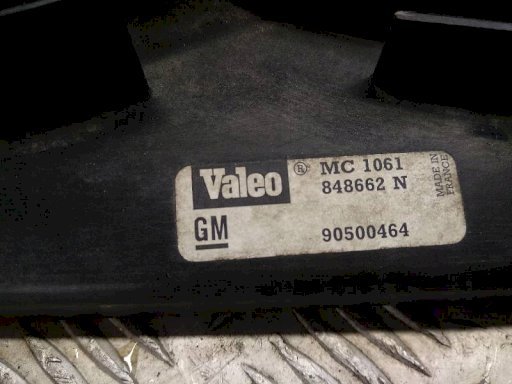 Valeo ® MC 1061
848662 N
MADE IN
FRANCE
GM 90500464